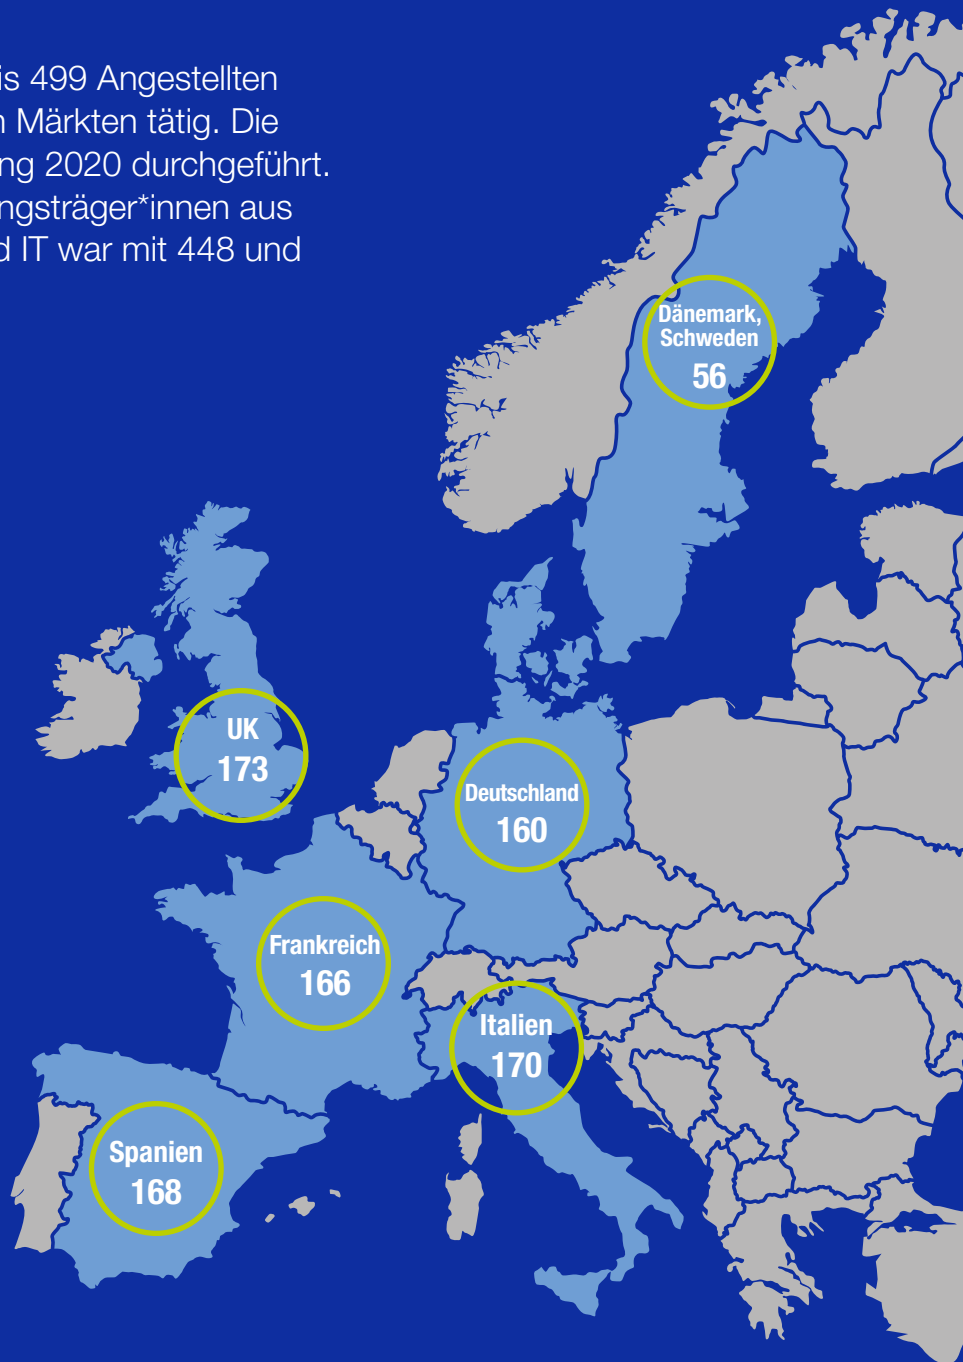 is 499 Angestellten
Märkten tätig. Die
ng 2020 durchgeführt.
ngsträger*innen aus
IT war mit 448 und
Dänemark,
Schweden
56
UK
173
Deutschland
160
Frankreich
166
Italien
170
Spanien
168